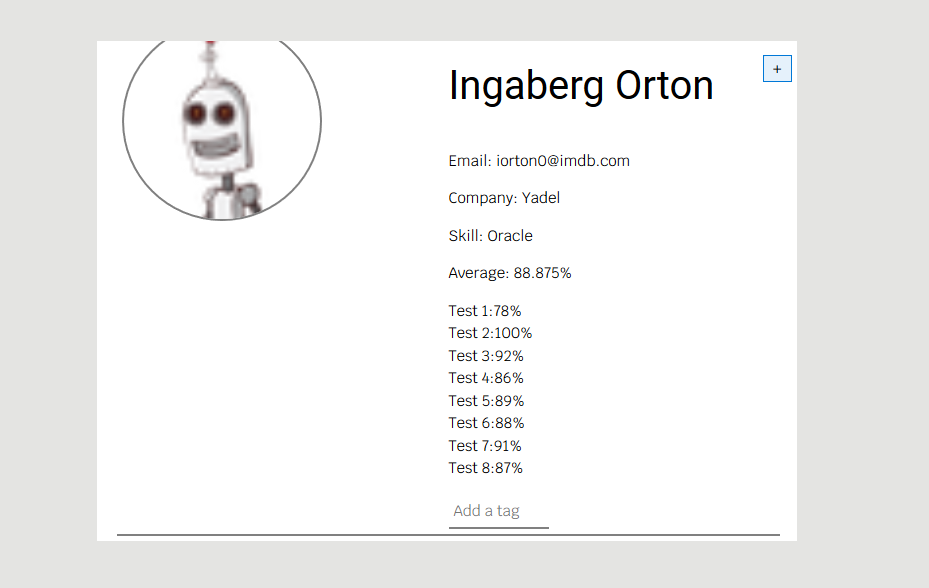 Ingaberg Orton
+
Email: iorton0@imdb.com
Company: Yadel
Skill: Oracle
Average: 88.875%
Test 1:78%
Test 2:100%
Test 3:92%
Test 4:86%
Test 5:89%
Test 6:88%
Test 7:91%
Test 8:87%
Add a tag